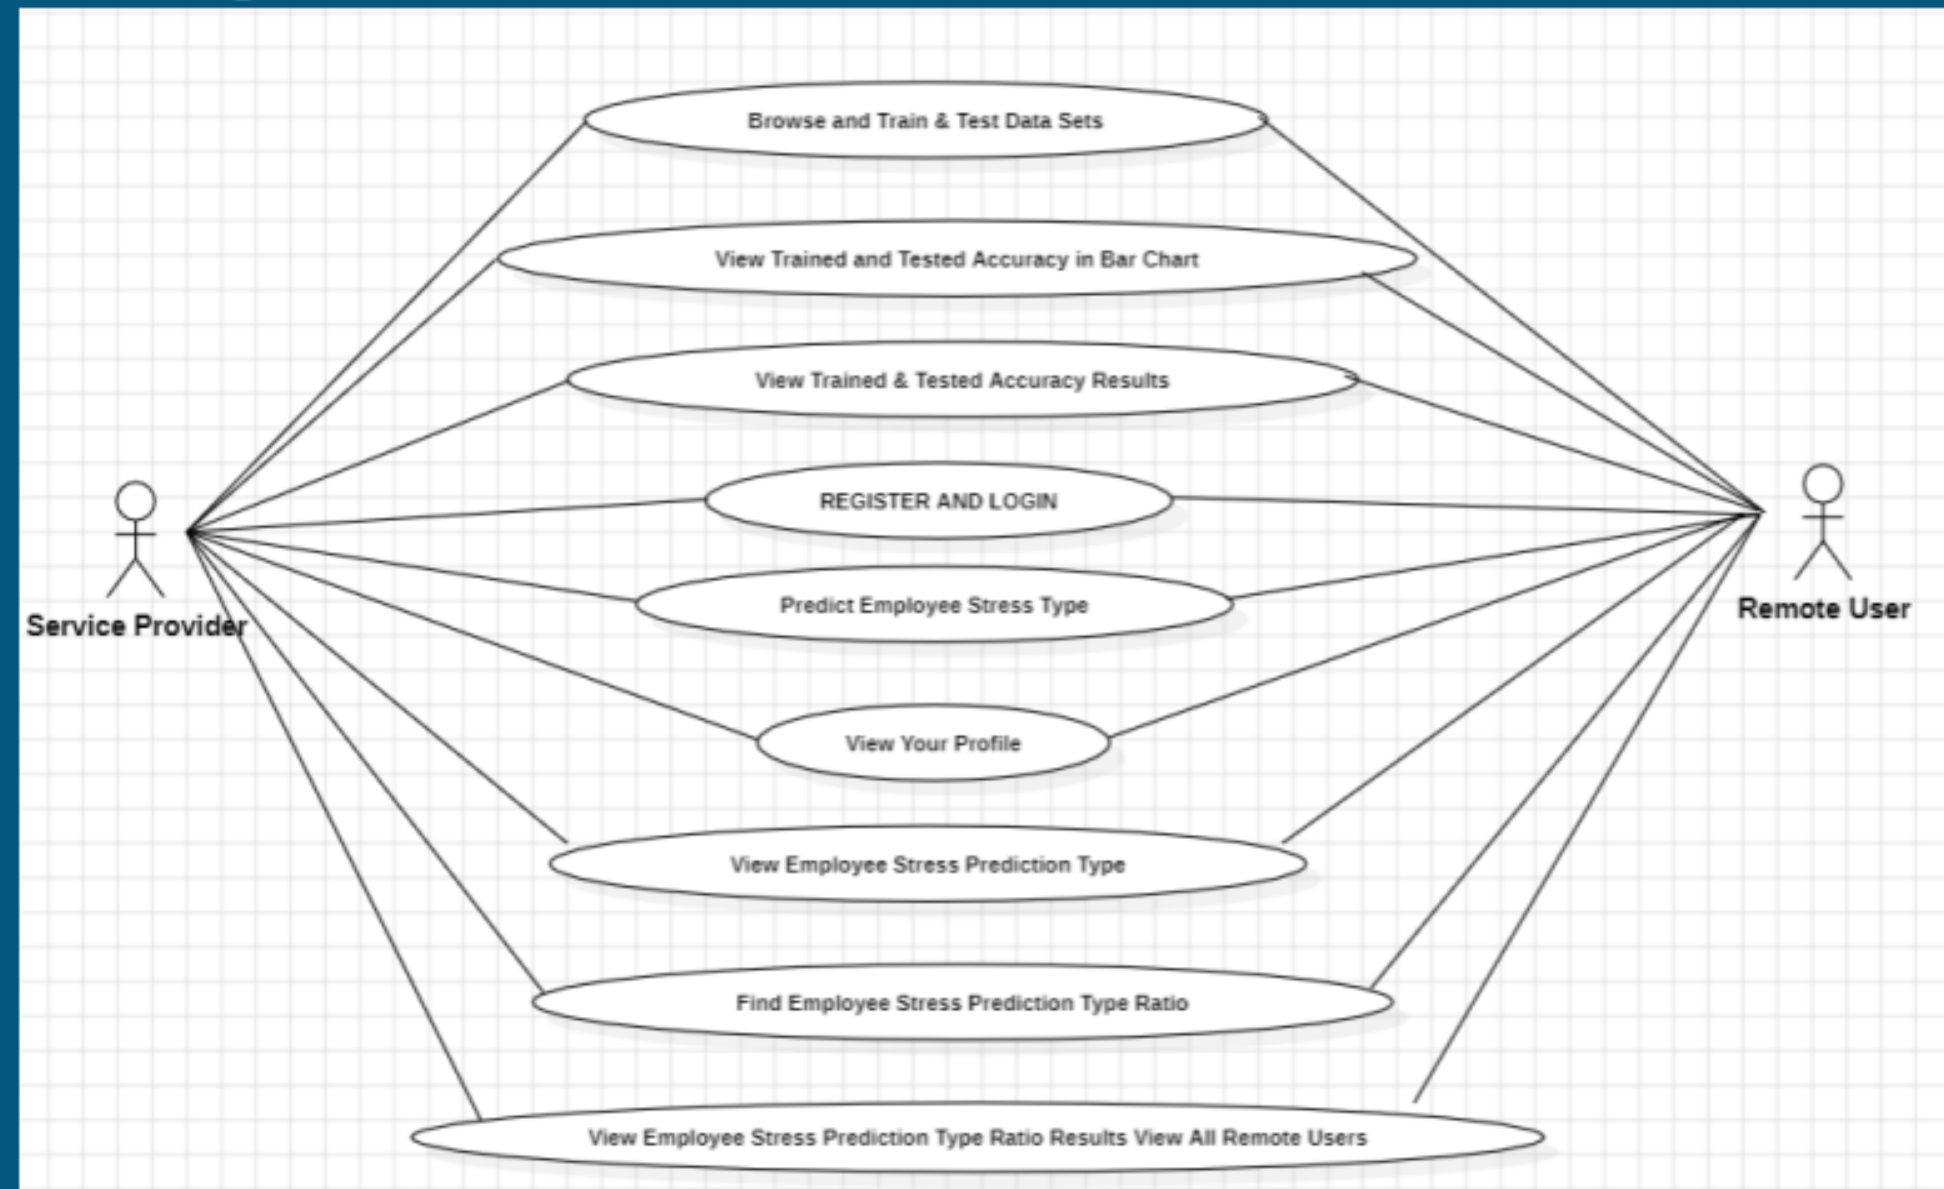 Browse and Train & Test Data Sets
View Trained and Tested Accuracy in Bar Chart
View Trained & Tested Accuracy Results
REGISTER AND LOGIN
Predict Employee Stress Type
Service Provider
Remote User
View Your Profile
View Employee Stress Prediction Type
Find Employee Stress Prediction Type Ratio
View Employee Stress Prediction Type Ratio Results View All Remote Users